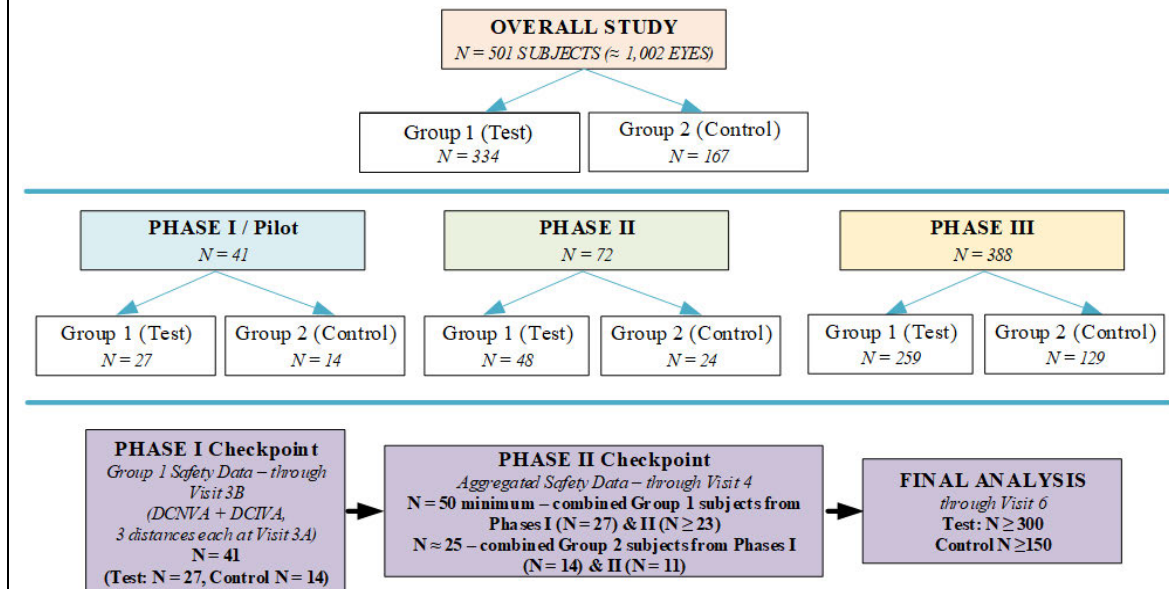 OVERALL STUDY
N = 501 SUBJECTS (≈ 1,002 EYES)
Group 1 (Test)
N = 334
Group 2 (Control)
N = 167
PHASE I / Pilot
N = 41
PHASE II
N = 72
PHASE III
N = 388
Group 1 (Test)
N = 27
Group 2 (Control)
N = 14
Group 1 (Test)
N = 48
Group 2 (Control)
N = 24
Group 1 (Test)
N = 259
Group 2 (Control)
N = 129
PHASE I Checkpoint
Group 1 Safety Data – through
Visit 3B
(DCNVA + DCIVA,
3 distances each at Visit 3A)
N = 41
(Test: N = 27, Control N = 14)
PHASE II Checkpoint
Aggregated Safety Data – through Visit 4
N = 50 minimum – combined Group 1 subjects from
Phases I (N = 27) & II (N ≥ 23)
N ≈ 25 – combined Group 2 subjects from Phases I
(N = 14) & II (N = 11)
FINAL ANALYSIS
through Visit 6
Test: N ≥ 300
Control N ≥150